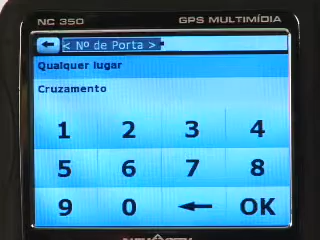 NC 350 GPS MULTIMÍDIA
< Nº de Porta >
Qualquer lugar
Cruzamento
1 2 3 4
5 6 7 8
9 0 ← OK